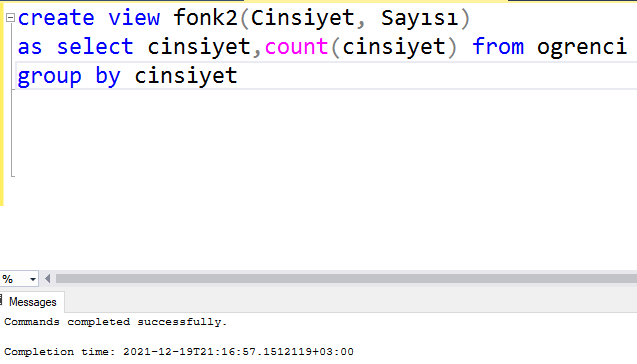 create view fonk2(Cinsiyet, Sayısı)
as select cinsiyet,count(cinsiyet) from ogrenci
group by cinsiyet
%
Messages
Commands completed successfully.
Completion time: 2021-12-19T21:16:57.1512119+03:00